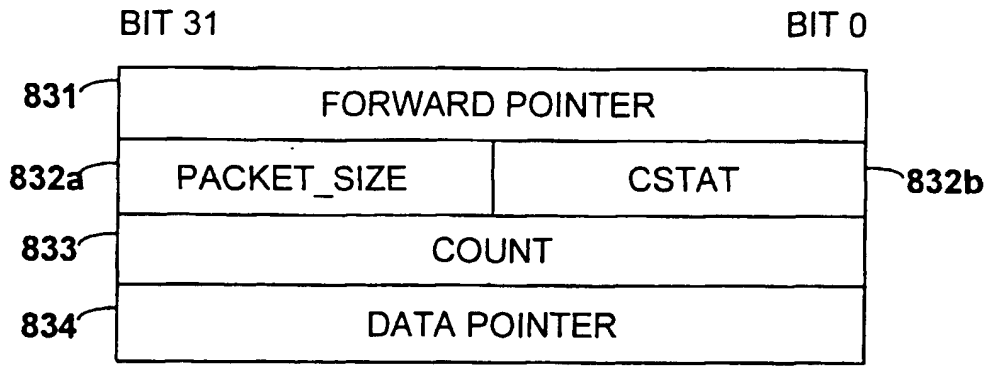 BIT 31 BIT 0
831 FORWARD POINTER
832a PACKET_SIZE CSTAT 832b
833 COUNT
834 DATA POINTER